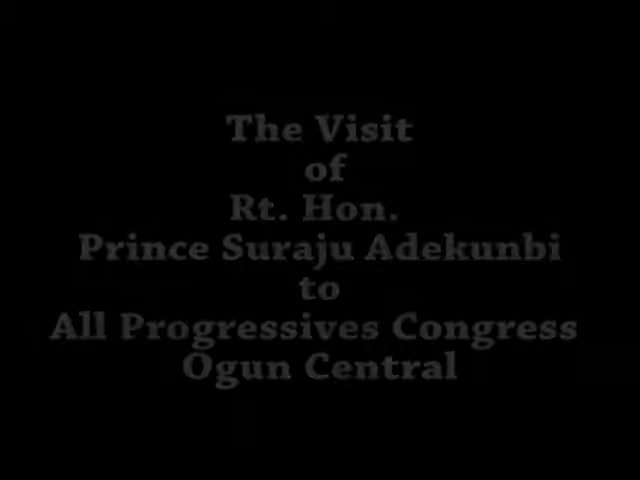 The Visit
of
Rt. Hon.
Prince Suraju Adekunbi
to
All Progressives Congress
Ogun Central